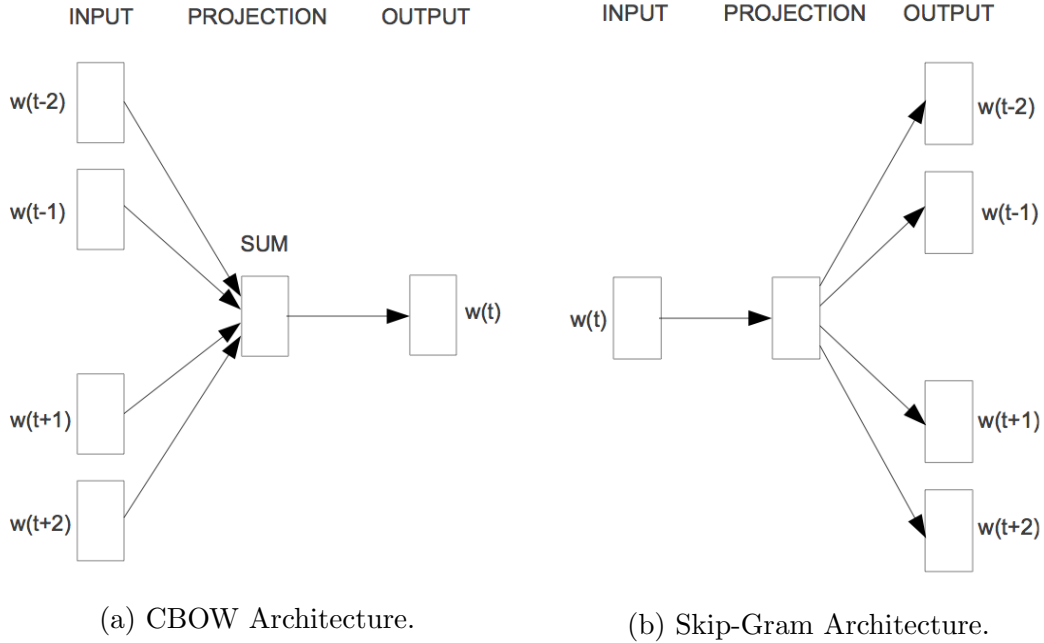 INPUT PROJECTION OUTPUT
w(t-2)
w(t-1)
SUM
w(t)
w(t+1)
w(t+2)
(a) CBOW Architecture.
INPUT PROJECTION OUTPUT
w(t-2)
w(t-1)
w(t)
w(t+1)
w(t+2)
(b) Skip-Gram Architecture.